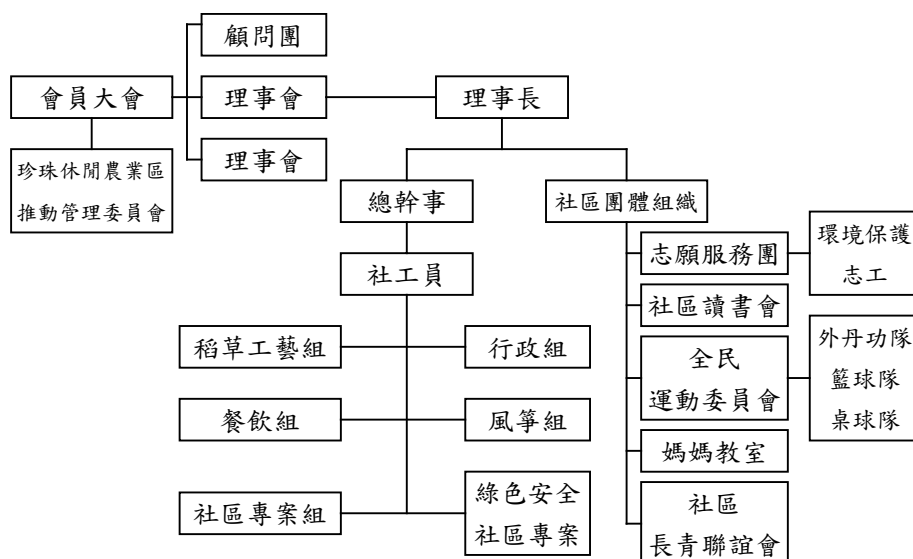 顧問團
會員大會
理事會
理事長
珍珠休閒農業區
推動管理委員會
理事會
總幹事
社區團體組織
社工員
志願服務團
環境保護
志工
社區讀書會
稻草工藝組
行政組
全民
運動委員會
外丹功隊
籃球隊
桌球隊
餐飲組
風箏組
媽媽教室
社區專案組
綠色安全
社區專案
社區
長青聯誼會